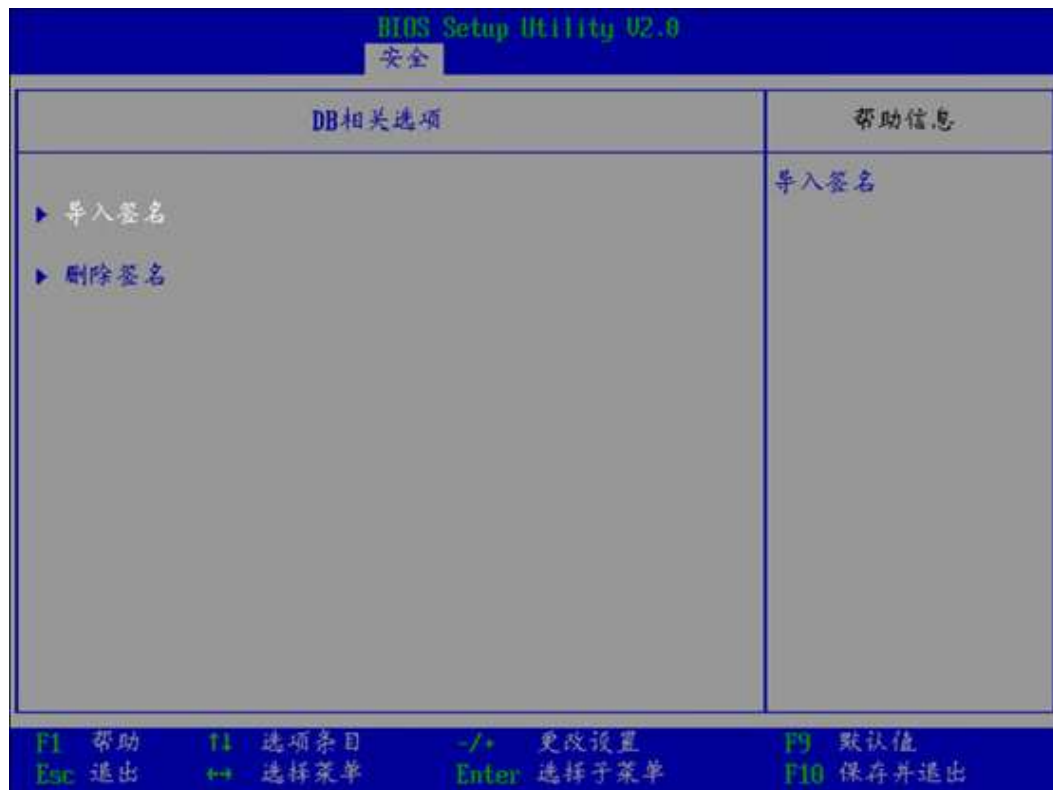 BIOS Setup Utility V2.0
安全
DB相关选项
帮助信息
导入签名
导入签名
删除签名
F1 帮助 ↑↓ 选项条目 -/+ 更改设置 F9 默认值
Esc 退出 ↔ 选择菜单 Enter 选择子菜单 F10 保存并退出